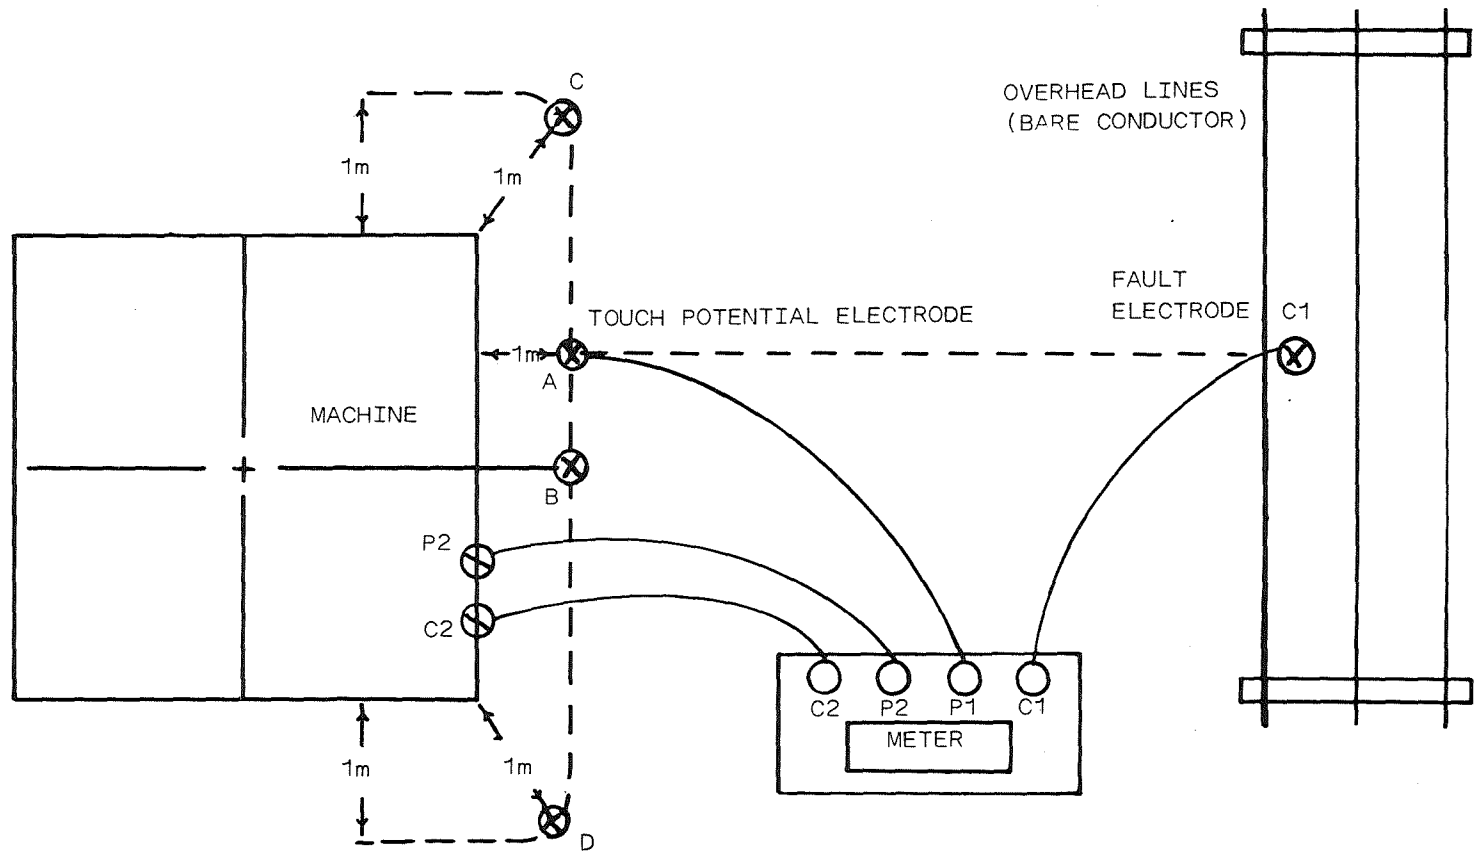 C
OVERHEAD LINES
(BARE CONDUCTOR)
1m
1m
FAULT
ELECTRODE
C1
TOUCH POTENTIAL ELECTRODE
1m
A
MACHINE
B
P2
C2
C2
P2
P1
C1
METER
1m
1m
D